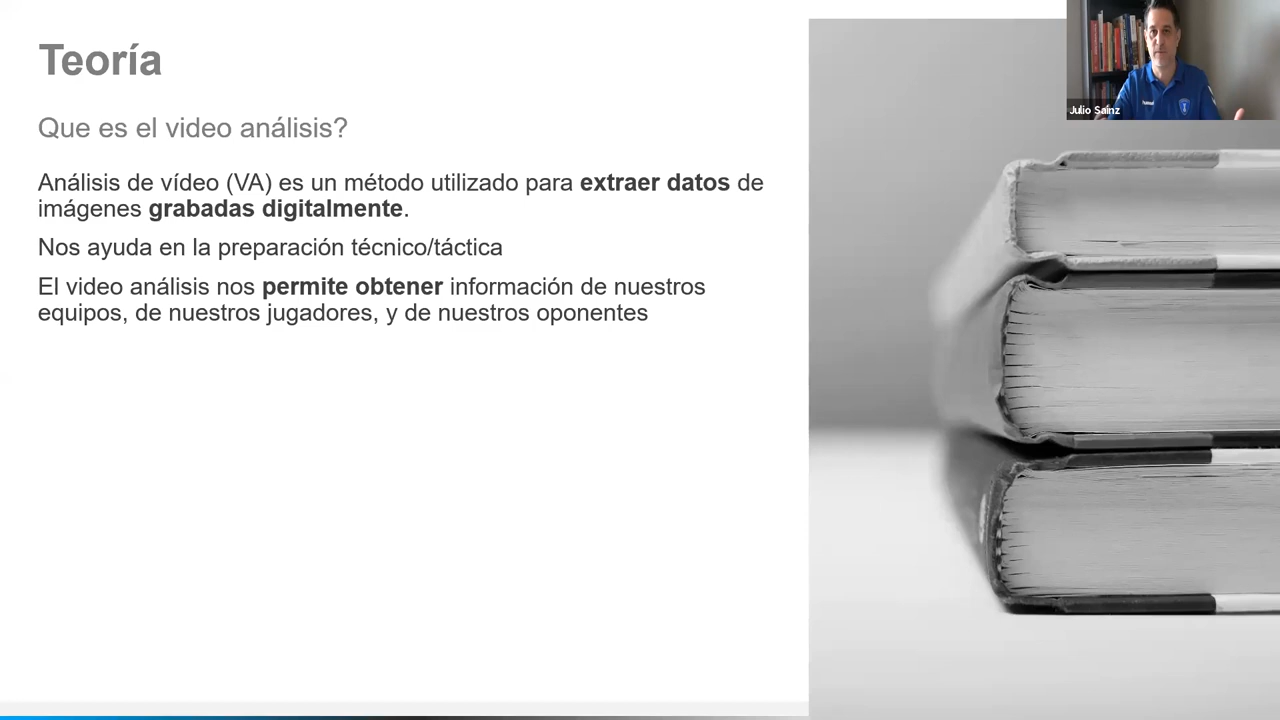 Teoría
Que es el video análisis?
Análisis de vídeo (VA) es un método utilizado para extraer datos de
imágenes grabadas digitalmente.
Nos ayuda en la preparación técnico/táctica
El video análisis nos permite obtener información de nuestros
equipos, de nuestros jugadores, y de nuestros oponentes
Julio Saínz